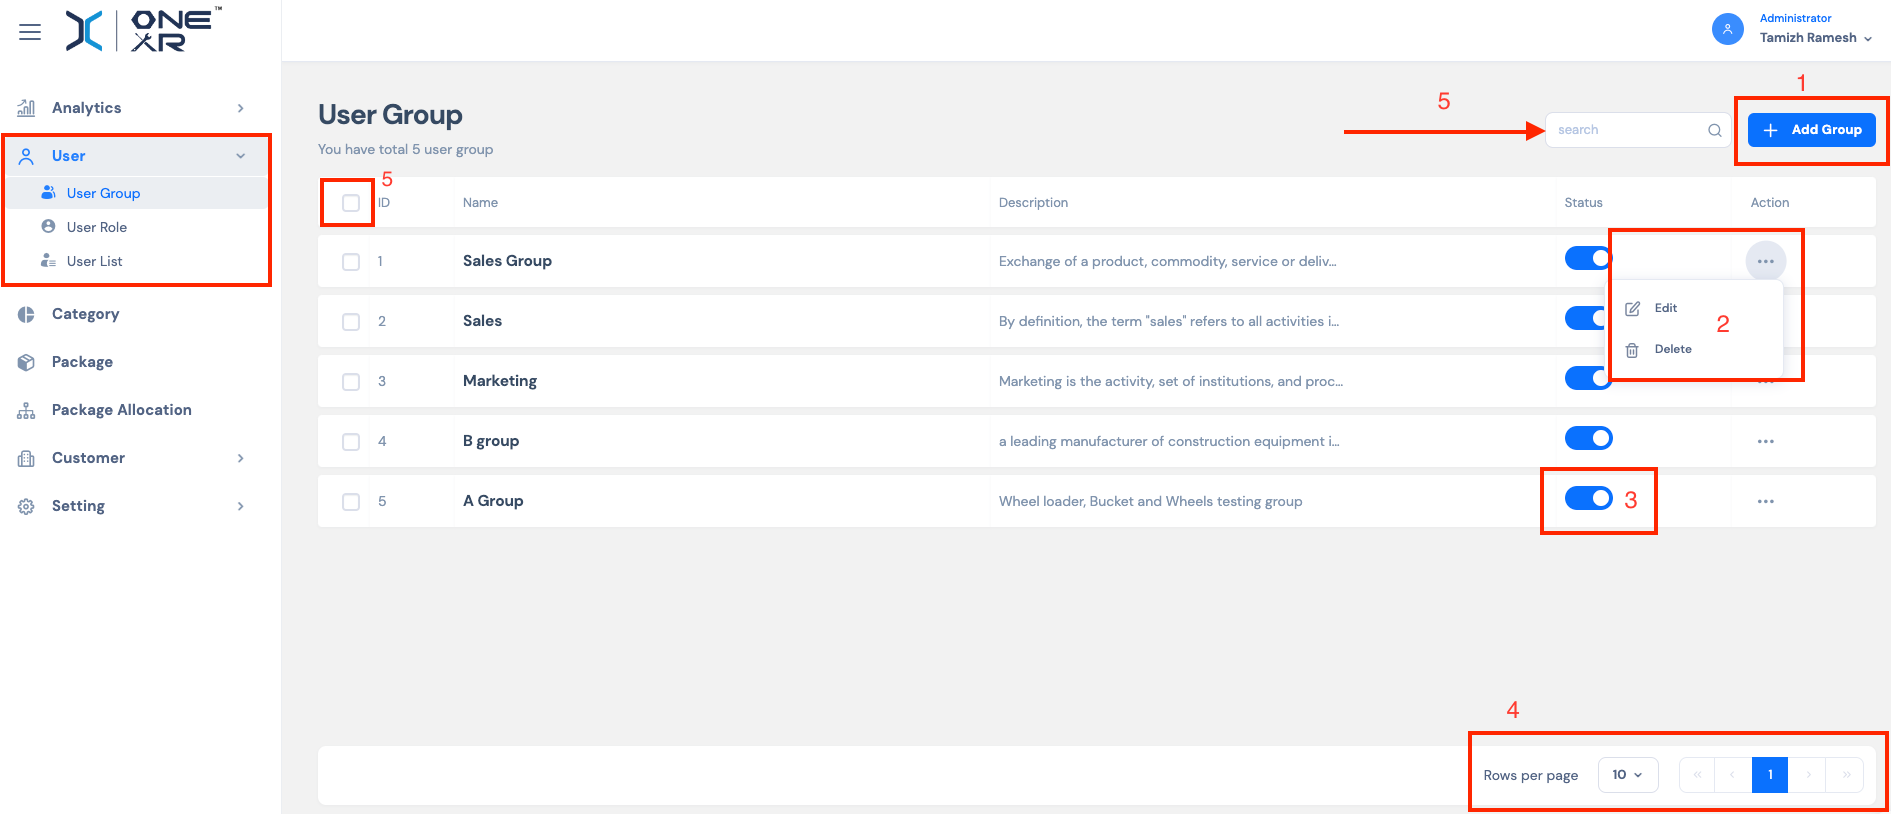 ONE XR ™
Administrator
Tamizh Ramesh
Analytics
User
User Group
User Role
User List
Category
Package
Package Allocation
Customer
Setting
User Group
You have total 5 user group
5
search
1
+ Add Group
5
ID Name Description Status Action
1 Sales Group Exchange of a product, commodity, service or deliv... ...
2 Sales By definition, the term "sales" refers to all activities i...
Edit
2
Delete
3 Marketing Marketing is the activity, set of institutions, and proc...
4 B group a leading manufacturer of construction equipment i... ...
5 A Group Wheel loader, Bucket and Wheels testing group 3 ...
4
Rows per page 10 « ‹ 1 › »